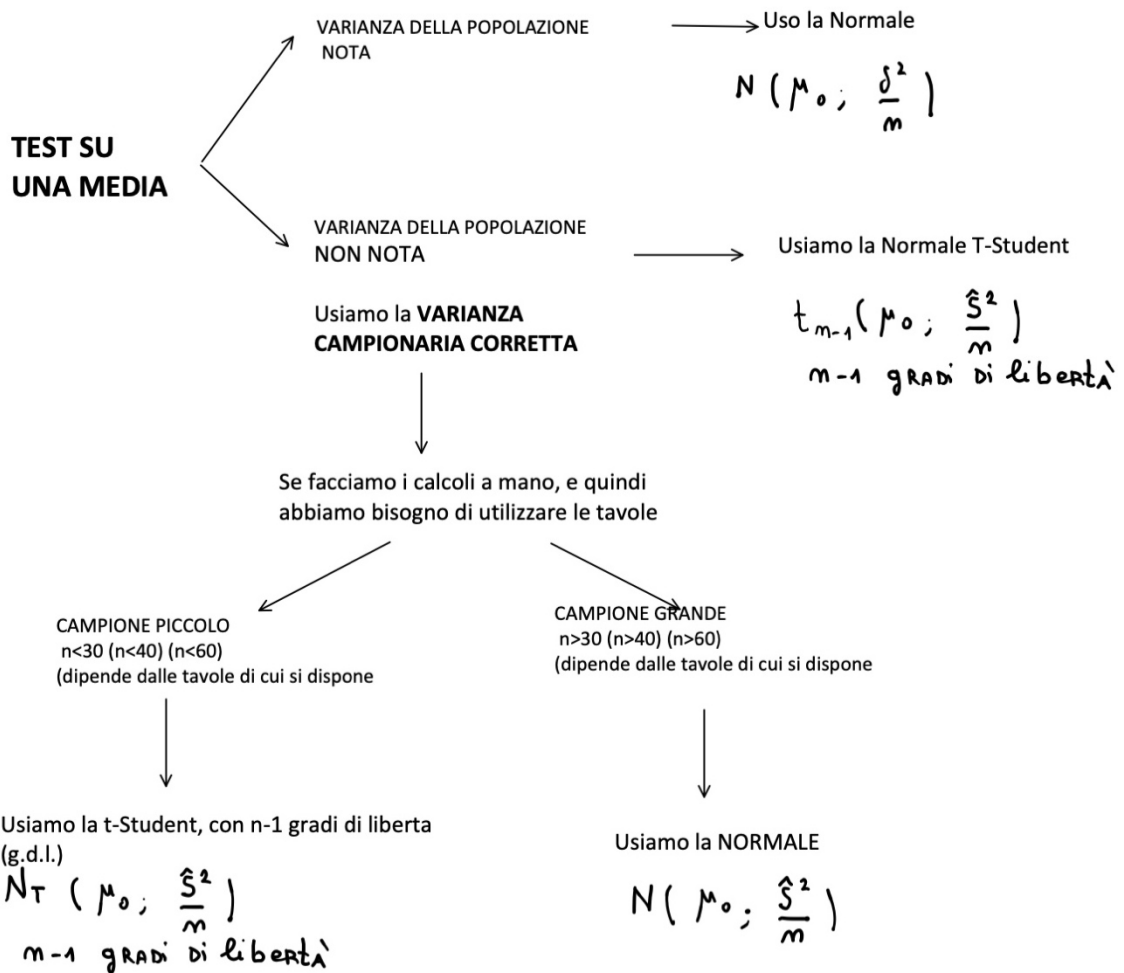 VARIANZA DELLA POPOLAZIONE
NOTA
Uso la Normale
N ( μ₀ ; δ²/m )
TEST SU
UNA MEDIA
VARIANZA DELLA POPOLAZIONE
NON NOTA
Usiamo la Normale T-Student
Usiamo la VARIANZA
CAMPIONARIA CORRETTA
t m-1 ( μ₀ ; Ŝ²/m )
m-1 GRADI DI libertÀ
Se facciamo i calcoli a mano, e quindi
abbiamo bisogno di utilizzare le tavole
CAMPIONE PICCOLO
n<30 (n<40) (n<60)
(dipende dalle tavole di cui si dispone
CAMPIONE GRANDE
n>30 (n>40) (n>60)
(dipende dalle tavole di cui si dispone
Usiamo la t-Student, con n-1 gradi di liberta
(g.d.l.)
N T ( μ₀ ; Ŝ²/m )
m-1 GRADI DI libertÀ
Usiamo la NORMALE
N ( μ₀ ; Ŝ²/m )